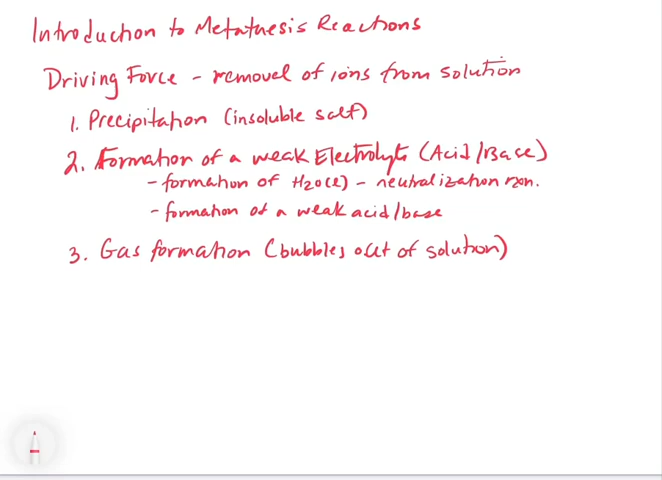 Introduction to Metathesis Reactions
Driving Force - removal of ions from solution
1. Precipitation (insoluble salt)
2. Formation of a weak Electrolyte (Acid/Base)
- formation of H2O(l) - neutralization rxn.
- formation of a weak acid/base
3. Gas formation (bubbles out of solution)